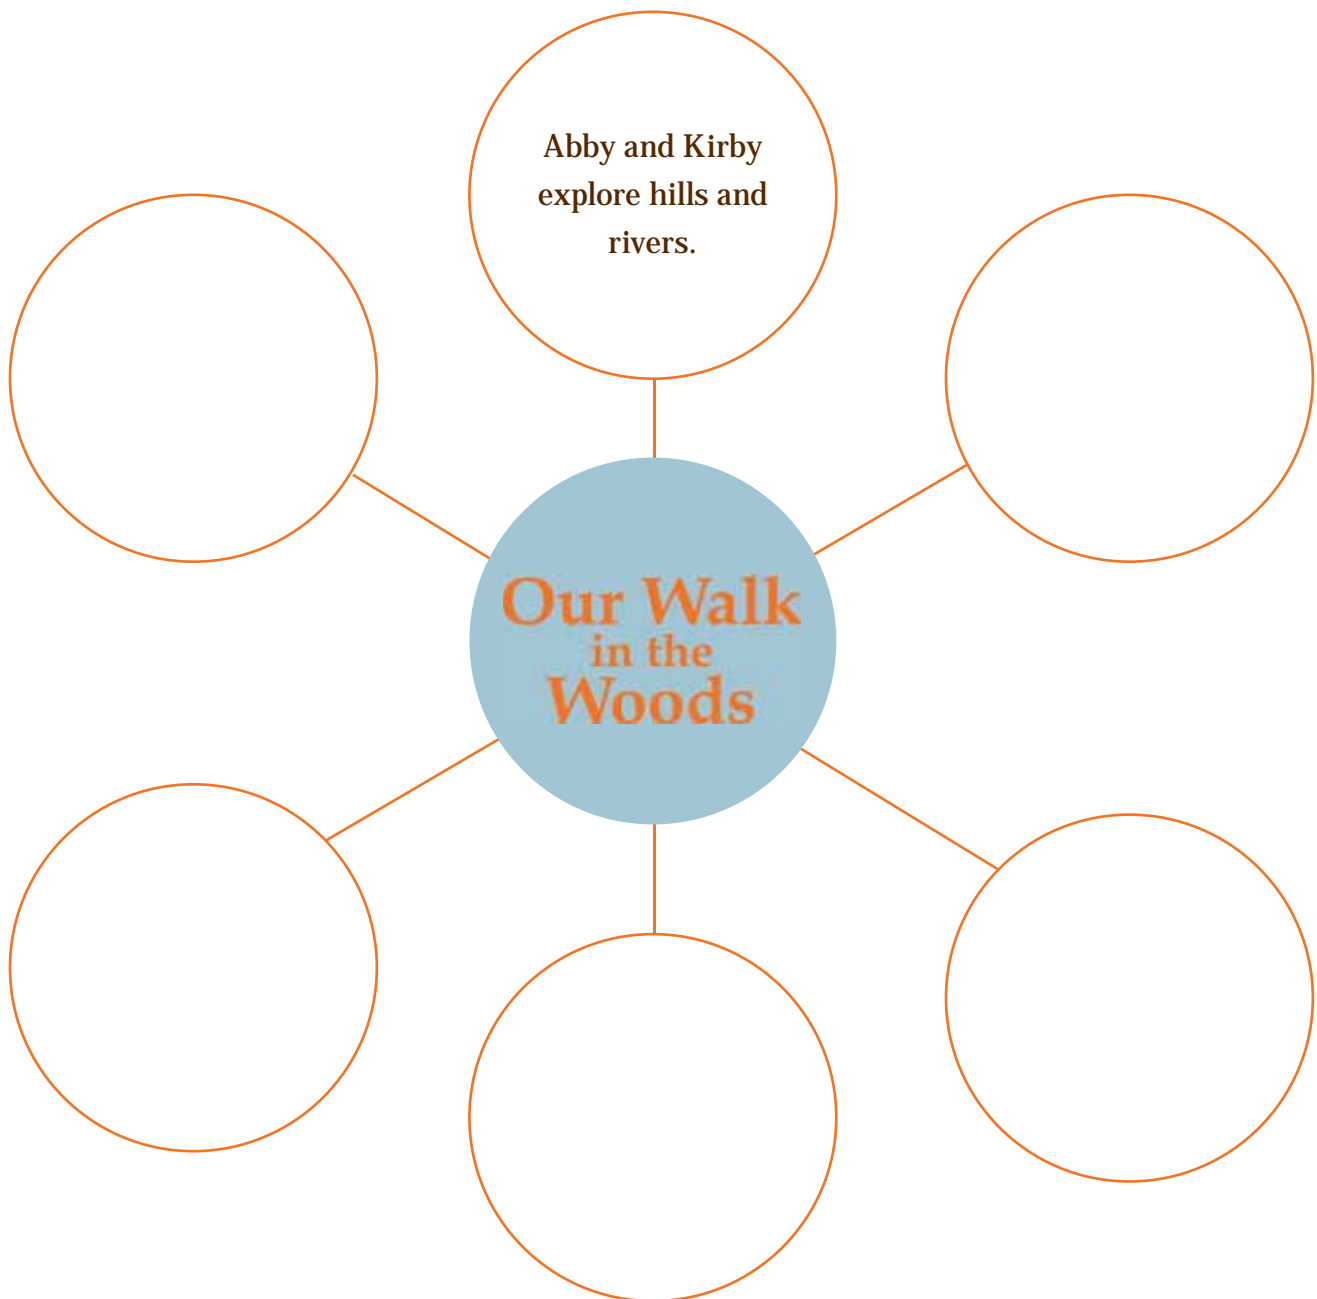 Abby and Kirby
explore hills and
rivers.
Our Walk
in the
Woods